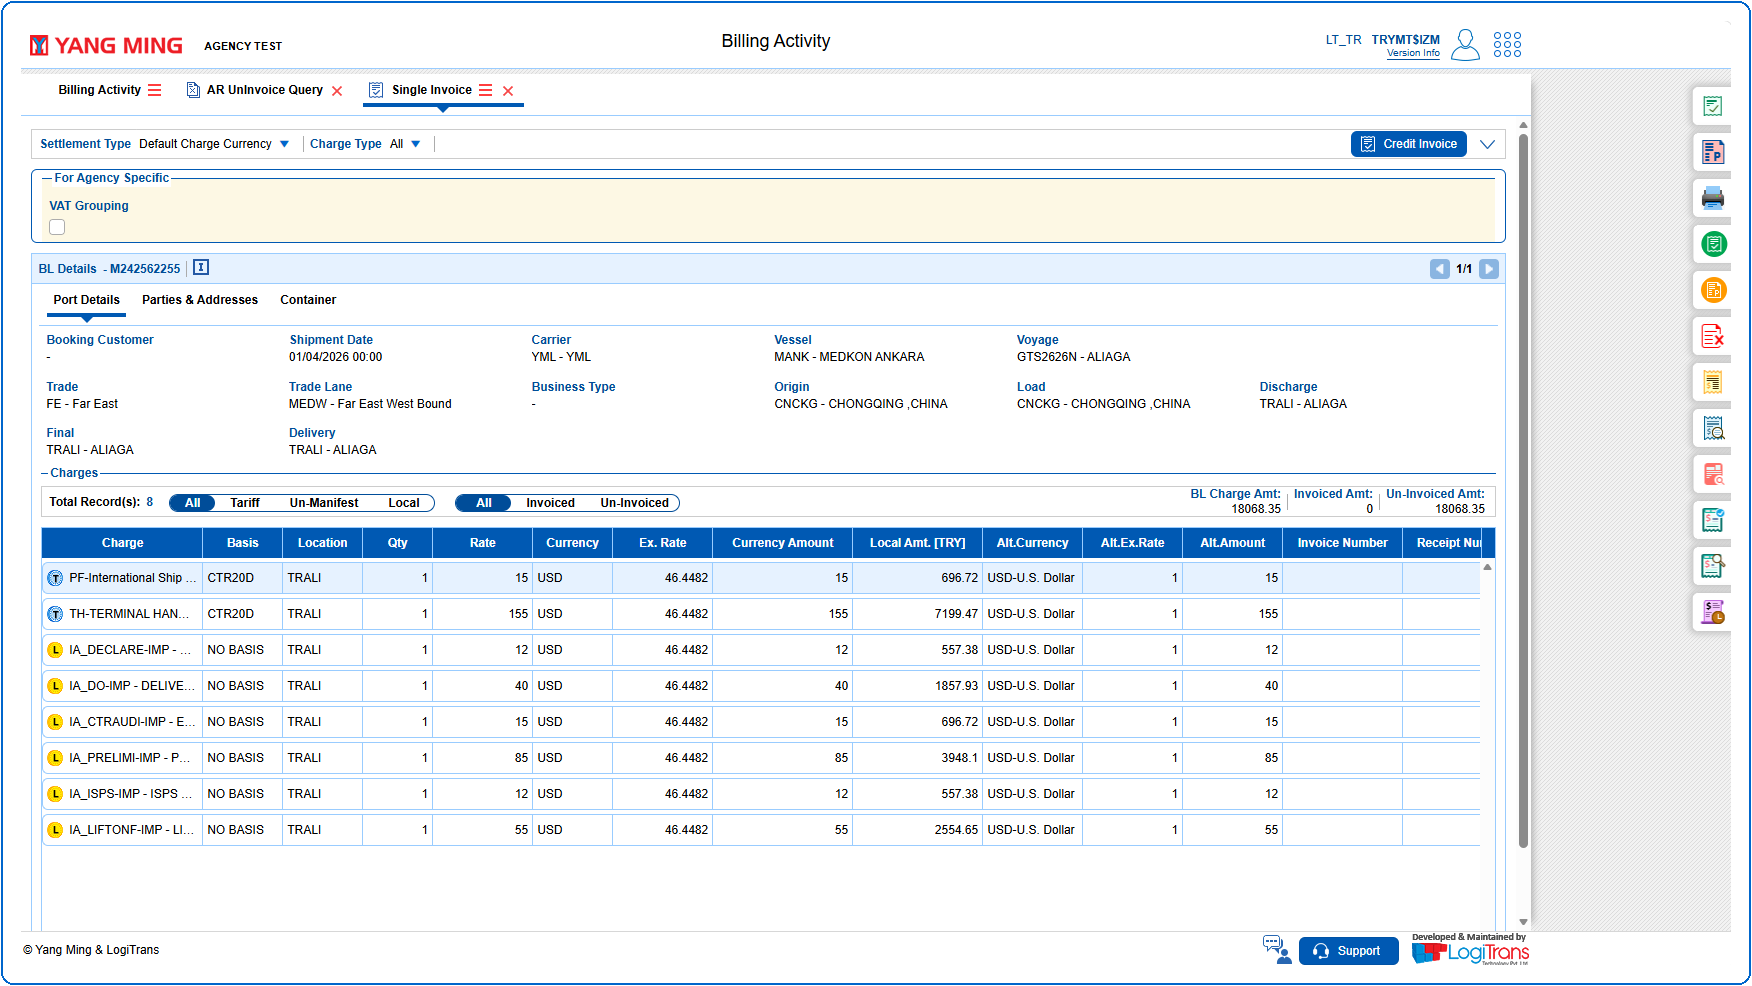 YANG MING AGENCY TEST
Billing Activity
LT_TR TRYMT$IZM
Version Info
Billing Activity
AR UnInvoice Query
Single Invoice
Settlement Type Default Charge Currency Charge Type All
Credit Invoice
For Agency Specific
VAT Grouping
BL Details - M242562255
1/1
Port Details Parties & Addresses Container
Booking Customer Shipment Date Carrier Vessel Voyage
- 01/04/2026 00:00 YML - YML MANK - MEDKON ANKARA GTS2626N - ALIAGA
Trade Trade Lane Business Type Origin Load Discharge
FE - Far East MEDW - Far East West Bound - CNCKG - CHONGQING ,CHINA CNCKG - CHONGQING ,CHINA TRALI - ALIAGA
Final Delivery
TRALI - ALIAGA TRALI - ALIAGA
Charges
Total Record(s): 8 All Tariff Un-Manifest Local All Invoiced Un-Invoiced
BL Charge Amt: Invoiced Amt: Un-Invoiced Amt:
18068.35 0 18068.35
Charge Basis Location Qty Rate Currency Ex. Rate Currency Amount Local Amt. [TRY] Alt.Currency Alt.Ex.Rate Alt.Amount Invoice Number Receipt Nu
T PF-International Ship ... CTR20D TRALI 1 15 USD 46.4482 15 696.72 USD-U.S. Dollar 1 15
T TH-TERMINAL HAN... CTR20D TRALI 1 155 USD 46.4482 155 7199.47 USD-U.S. Dollar 1 155
L IA_DECLARE-IMP - ... NO BASIS TRALI 1 12 USD 46.4482 12 557.38 USD-U.S. Dollar 1 12
L IA_DO-IMP - DELIVE... NO BASIS TRALI 1 40 USD 46.4482 40 1857.93 USD-U.S. Dollar 1 40
L IA_CTRAUDI-IMP - E... NO BASIS TRALI 1 15 USD 46.4482 15 696.72 USD-U.S. Dollar 1 15
L IA_PRELIMI-IMP - P... NO BASIS TRALI 1 85 USD 46.4482 85 3948.1 USD-U.S. Dollar 1 85
L IA_ISPS-IMP - ISPS ... NO BASIS TRALI 1 12 USD 46.4482 12 557.38 USD-U.S. Dollar 1 12
L IA_LIFTONF-IMP - LI... NO BASIS TRALI 1 55 USD 46.4482 55 2554.65 USD-U.S. Dollar 1 55
© Yang Ming & LogiTrans
Support
Developed & Maintained by
LogiTrans
Technology Pvt. Ltd.